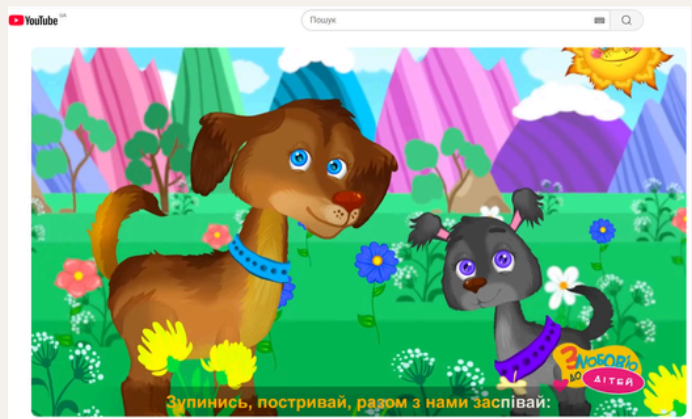 YouTube UA
Пошук
З ЛЮБОВ'Ю
ДО ДІТЕЙ
Зупинись, постривай, разом з нами заспівай: